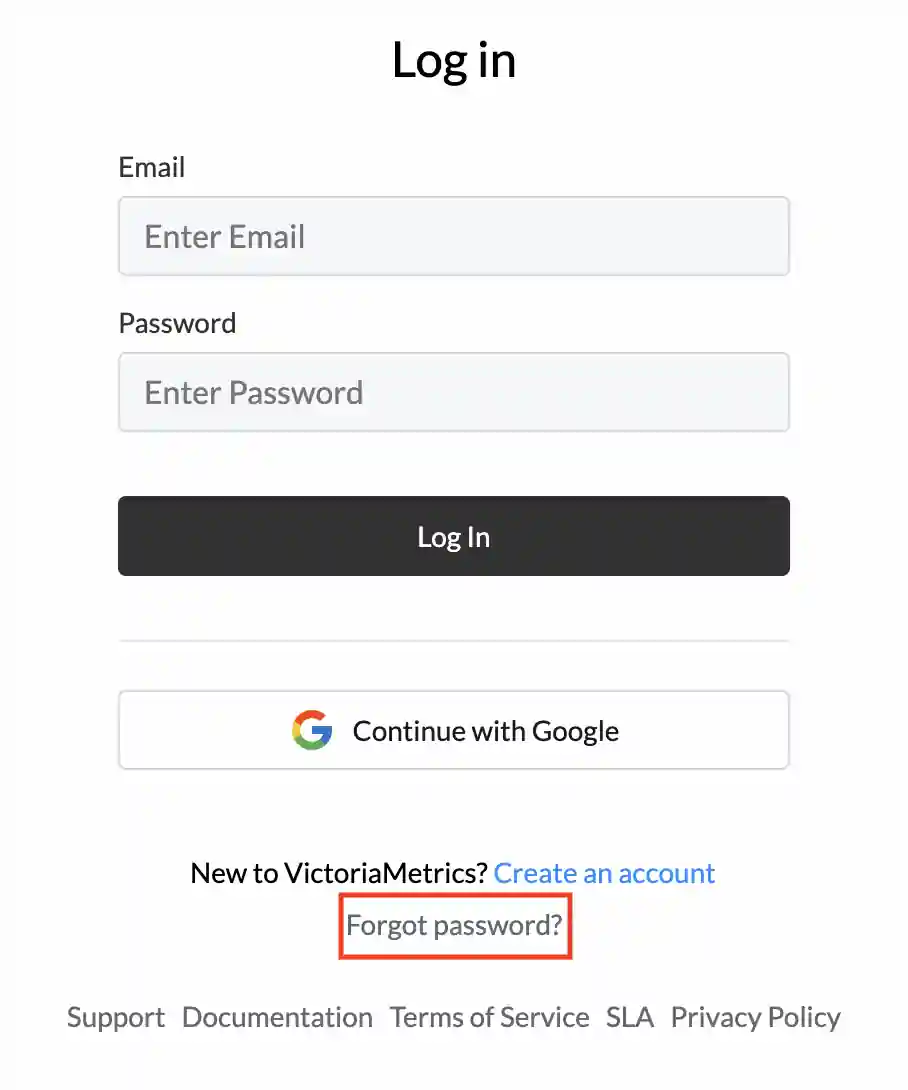 Log in
Email
Enter Email
Password
Enter Password
Log In
Continue with Google
New to VictoriaMetrics? Create an account
Forgot password?
Support Documentation Terms of Service SLA Privacy Policy